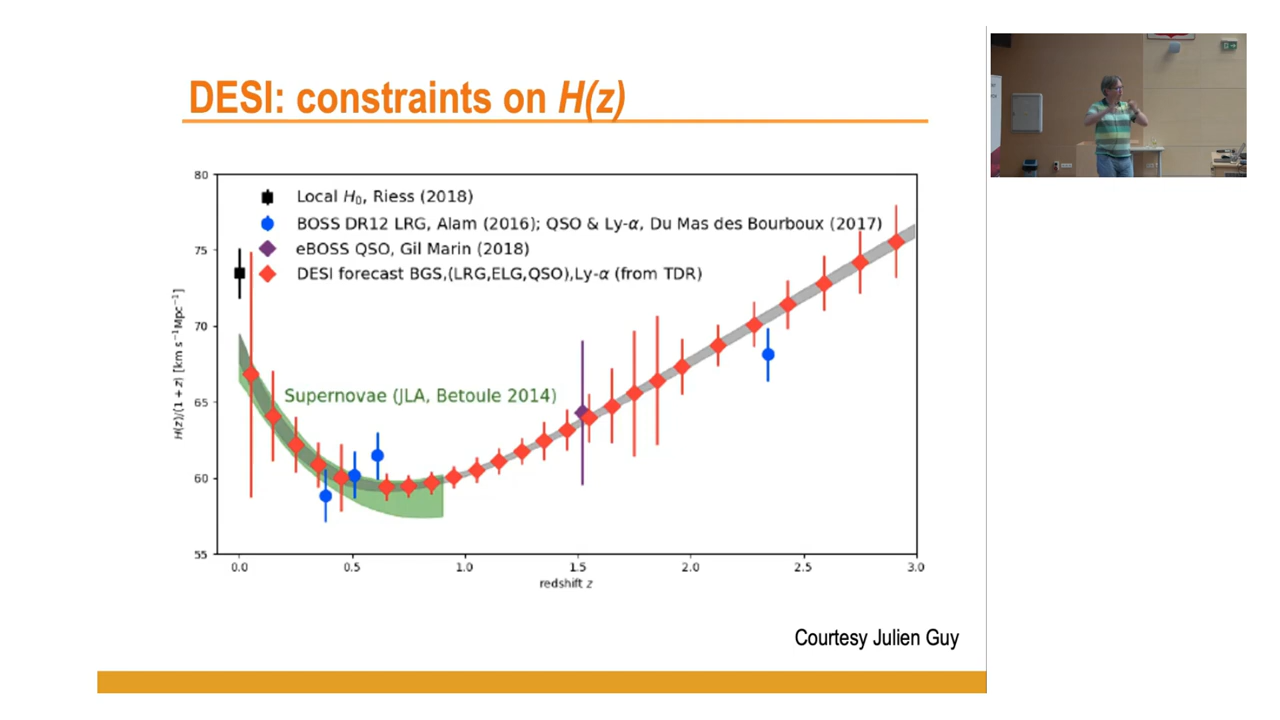 DESI: constraints on H(z)
80
75
70
65
60
55
H(z)/(1 + z) [km s⁻¹Mpc⁻¹]
Local H₀, Riess (2018)
BOSS DR12 LRG, Alam (2016); QSO & Ly-α, Du Mas des Bourboux (2017)
eBOSS QSO, Gil Marin (2018)
DESI forecast BGS,(LRG,ELG,QSO),Ly-α (from TDR)
Supernovae (JLA, Betoule 2014)
0.0 0.5 1.0 1.5 2.0 2.5 3.0
redshift z
Courtesy Julien Guy